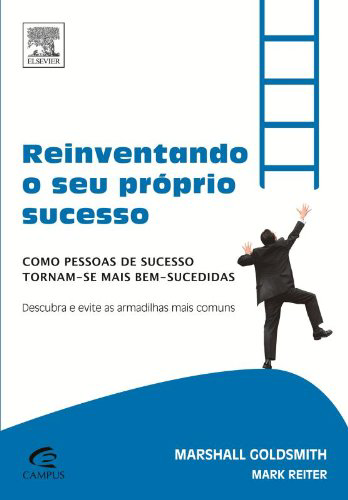 ELSEVIER
Reinventando
o seu próprio
sucesso
COMO PESSOAS DE SUCESSO
TORNAM-SE MAIS BEM-SUCEDIDAS
Descubra e evite as armadilhas mais comuns
MARSHALL GOLDSMITH
MARK REITER
CAMPUS